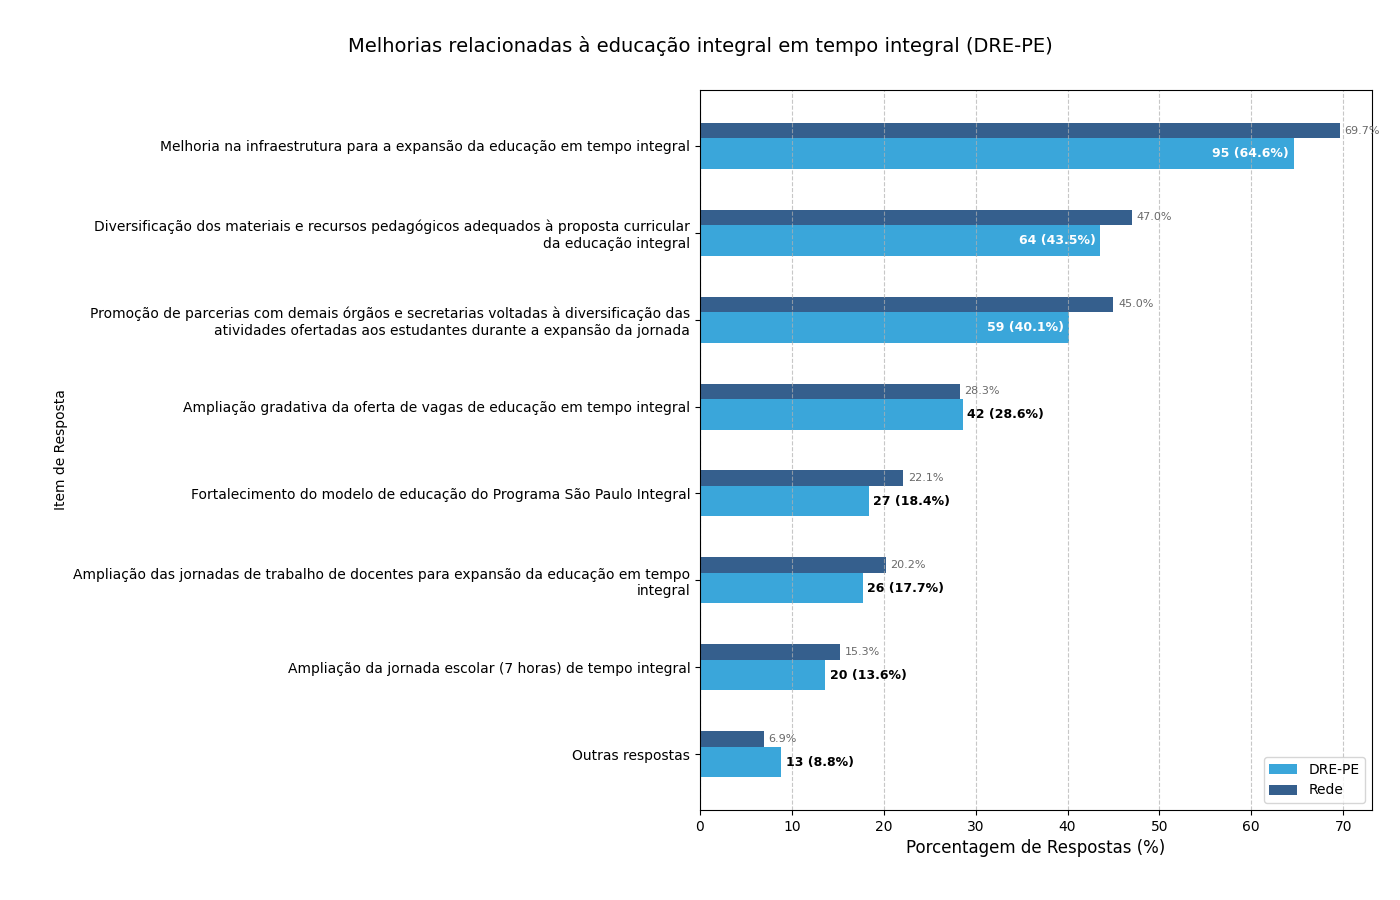 Melhorias relacionadas à educação integral em tempo integral (DRE-PE)
Item de Resposta
Melhoria na infraestrutura para a expansão da educação em tempo integral
69.7%
95 (64.6%)
Diversificação dos materiais e recursos pedagógicos adequados à proposta curricular
da educação integral
47.0%
64 (43.5%)
Promoção de parcerias com demais órgãos e secretarias voltadas à diversificação das
atividades ofertadas aos estudantes durante a expansão da jornada
45.0%
59 (40.1%)
Ampliação gradativa da oferta de vagas de educação em tempo integral
28.3%
42 (28.6%)
Fortalecimento do modelo de educação do Programa São Paulo Integral
22.1%
27 (18.4%)
Ampliação das jornadas de trabalho de docentes para expansão da educação em tempo
integral
20.2%
26 (17.7%)
Ampliação da jornada escolar (7 horas) de tempo integral
15.3%
20 (13.6%)
Outras respostas
6.9%
13 (8.8%)
DRE-PE
Rede
0 10 20 30 40 50 60 70
Porcentagem de Respostas (%)